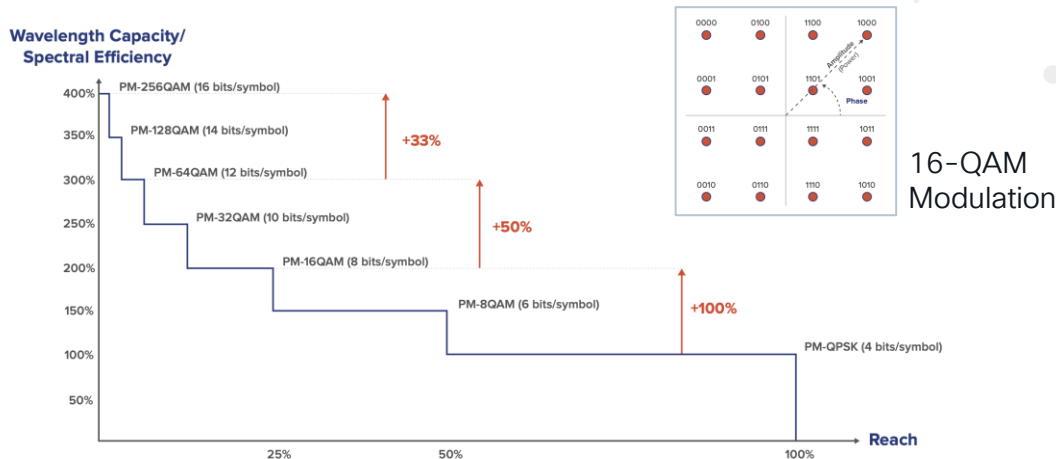 Wavelength Capacity/
Spectral Efficiency
400%
350%
300%
250%
200%
150%
100%
50%
PM-256QAM (16 bits/symbol)
PM-128QAM (14 bits/symbol)
PM-64QAM (12 bits/symbol)
PM-32QAM (10 bits/symbol)
PM-16QAM (8 bits/symbol)
PM-8QAM (6 bits/symbol)
PM-QPSK (4 bits/symbol)
+33%
+50%
+100%
25%
50%
100%
Reach
0000 0100 1100 1000
Amplitude
(Power)
0001 0101 1101 1001
Phase
0011 0111 1111 1011
0010 0110 1110 1010
16-QAM
Modulation